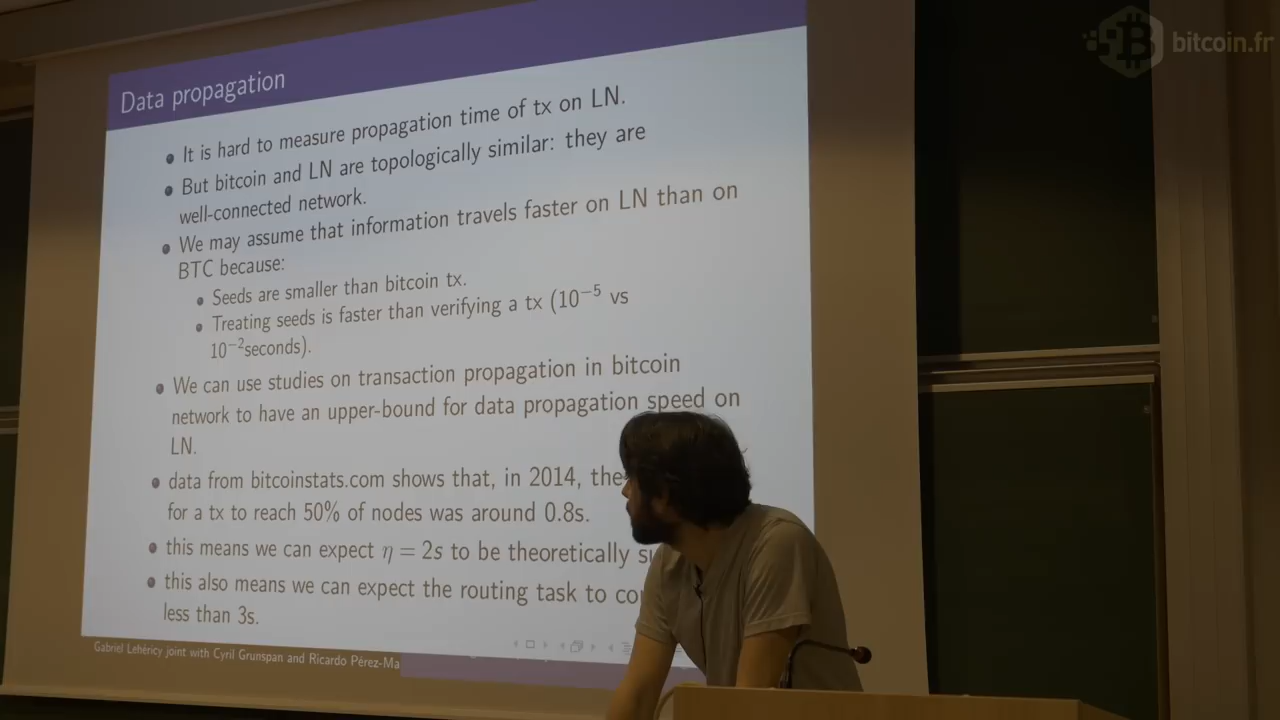 bitcoin.fr
Data propagation
It is hard to measure propagation time of tx on LN.
But bitcoin and LN are topologically similar: they are
well-connected network.
We may assume that information travels faster on LN than on
BTC because:
Seeds are smaller than bitcoin tx.
Treating seeds is faster than verifying a tx (10⁻⁵ vs
10⁻²seconds).
We can use studies on transaction propagation in bitcoin
network to have an upper-bound for data propagation speed on
LN.
data from bitcoinstats.com shows that, in 2014, the
for a tx to reach 50% of nodes was around 0.8s.
this means we can expect η = 2s to be theoretically
this also means we can expect the routing task to
less than 3s.
Gabriel Lehéricy joint with Cyril Grunspan and Ricardo